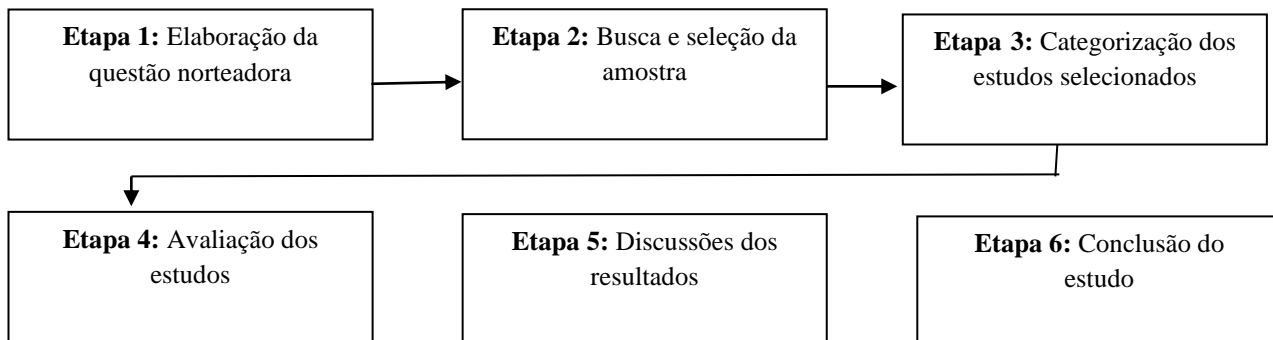 Etapa 1: Elaboração da
questão norteadora
Etapa 2: Busca e seleção da
amostra
Etapa 3: Categorização dos
estudos selecionados
Etapa 4: Avaliação dos
estudos
Etapa 5: Discussões dos
resultados
Etapa 6: Conclusão do
estudo